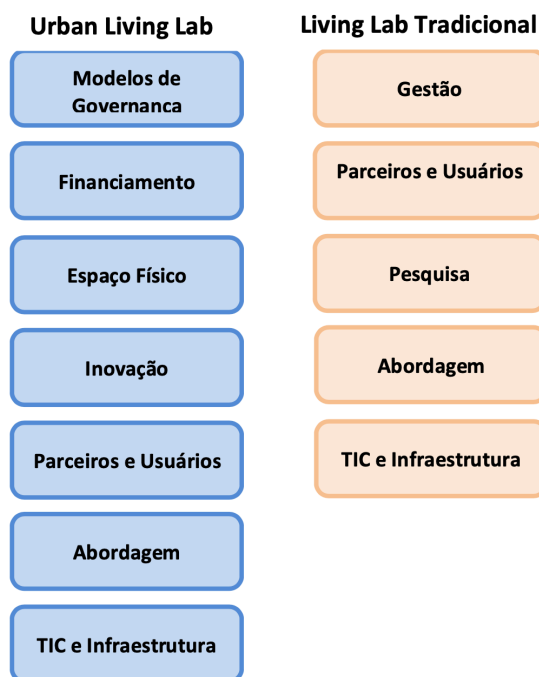 Urban Living Lab
Modelos de
Governanca
Financiamento
Espaço Físico
Inovação
Parceiros e Usuários
Abordagem
TIC e Infraestrutura
Living Lab Tradicional
Gestão
Parceiros e Usuários
Pesquisa
Abordagem
TIC e Infraestrutura